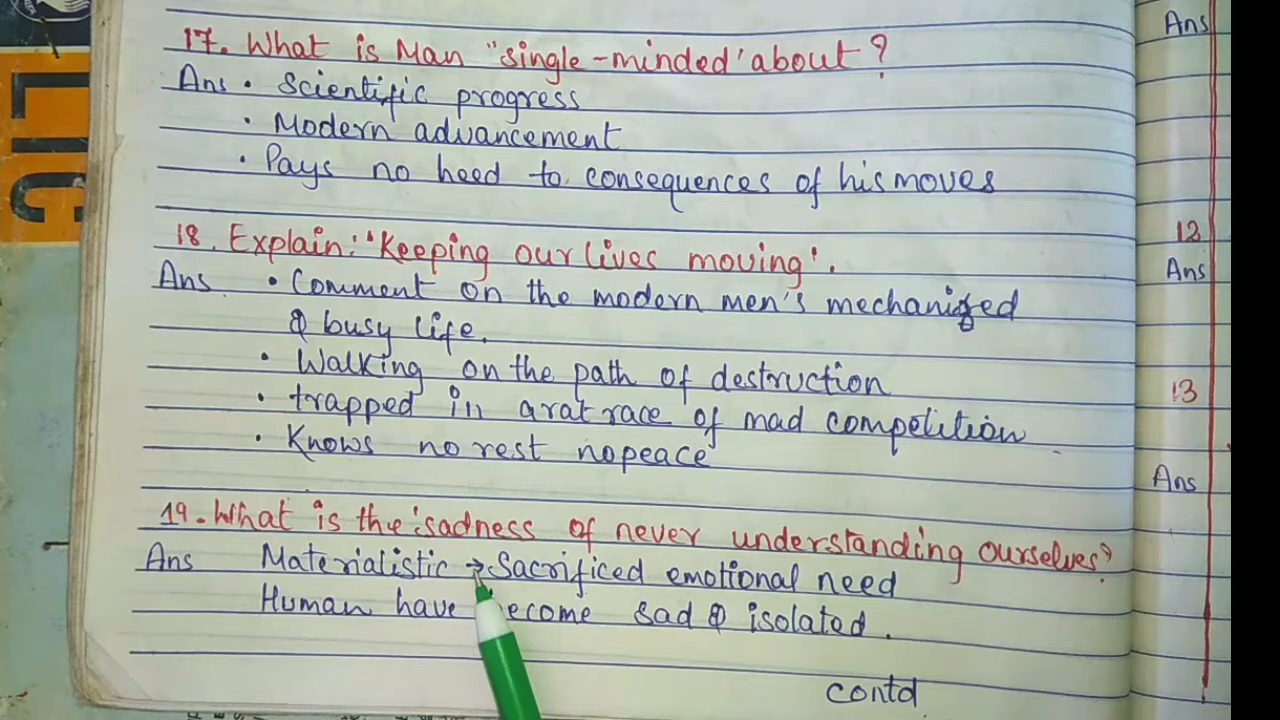 17. What is Man "single-minded' about?
Ans • Scientific progress
• Modern advancement
• Pays no heed to consequences of his moves
18. Explain: 'Keeping our lives moving'.
Ans • Comment on the modern men's mechanized
& busy life.
• Walking on the path of destruction
• trapped in a rat race of mad competition
• Knows no rest no peace
19. What is the 'sadness of never understanding ourselves?
Ans Materialistic → Sacrificed emotional need
Human have ecome sad & isolated.
contd
Ans
12
Ans
13
Ans
LIC